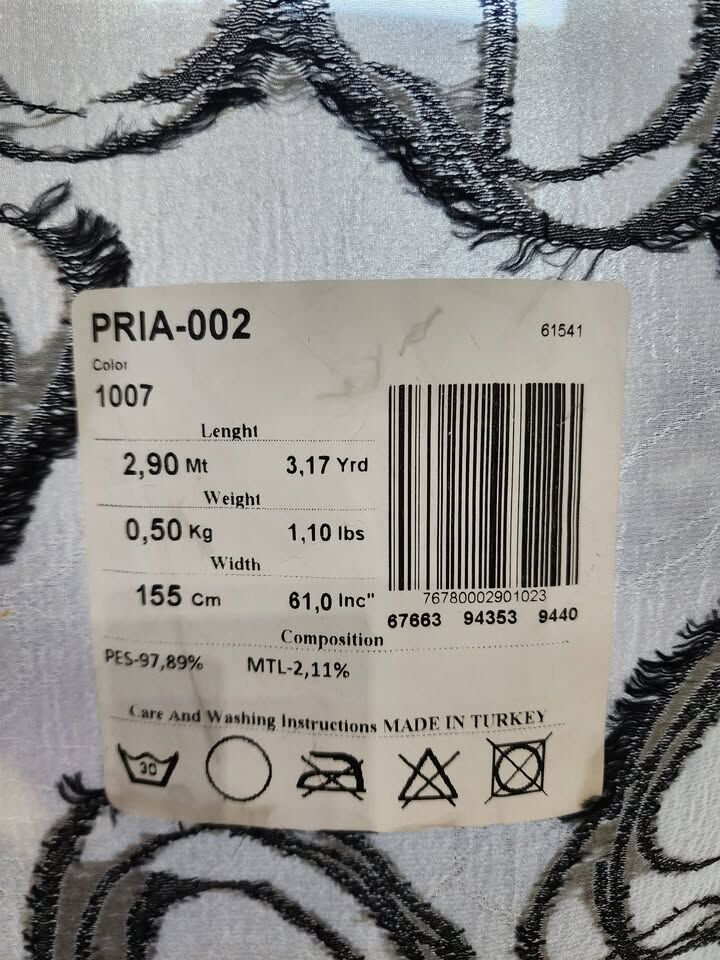 PRIA-002
61541
Color
1007
Lenght
2,90 Mt 3,17 Yrd
Weight
0,50 Kg 1,10 lbs
Width
155 Cm 61,0 Inc"
76780002901023
67663 94353 9440
Composition
PES-97,89% MTL-2,11%
Care And Washing Instructions MADE IN TURKEY
30